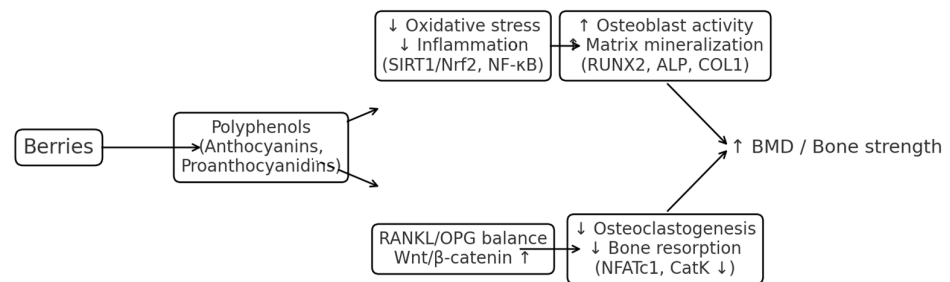 Berries
Polyphenols
(Anthocyanins,
Proanthocyanidins)
↓ Oxidative stress
↓ Inflammation
(SIRT1/Nrf2, NF-κB)
↑ Osteoblast activity
↑ Matrix mineralization
(RUNX2, ALP, COL1)
RANKL/OPG balance
Wnt/β-catenin ↑
↓ Osteoclastogenesis
↓ Bone resorption
(NFATc1, CatK ↓)
↑ BMD / Bone strength